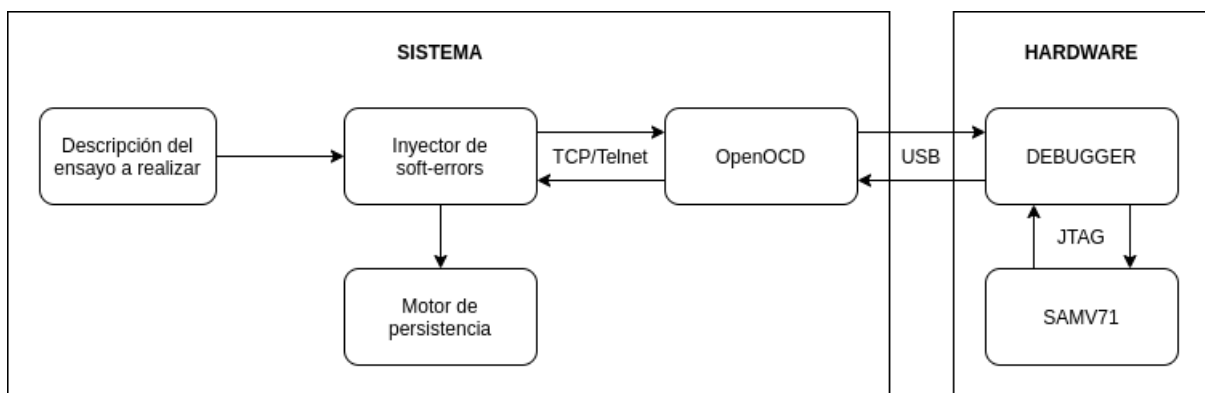 SISTEMA
HARDWARE
Descripción del
ensayo a realizar
Inyector de
soft-errors
TCP/Telnet
OpenOCD
USB
DEBUGGER
JTAG
Motor de
persistencia
SAMV71